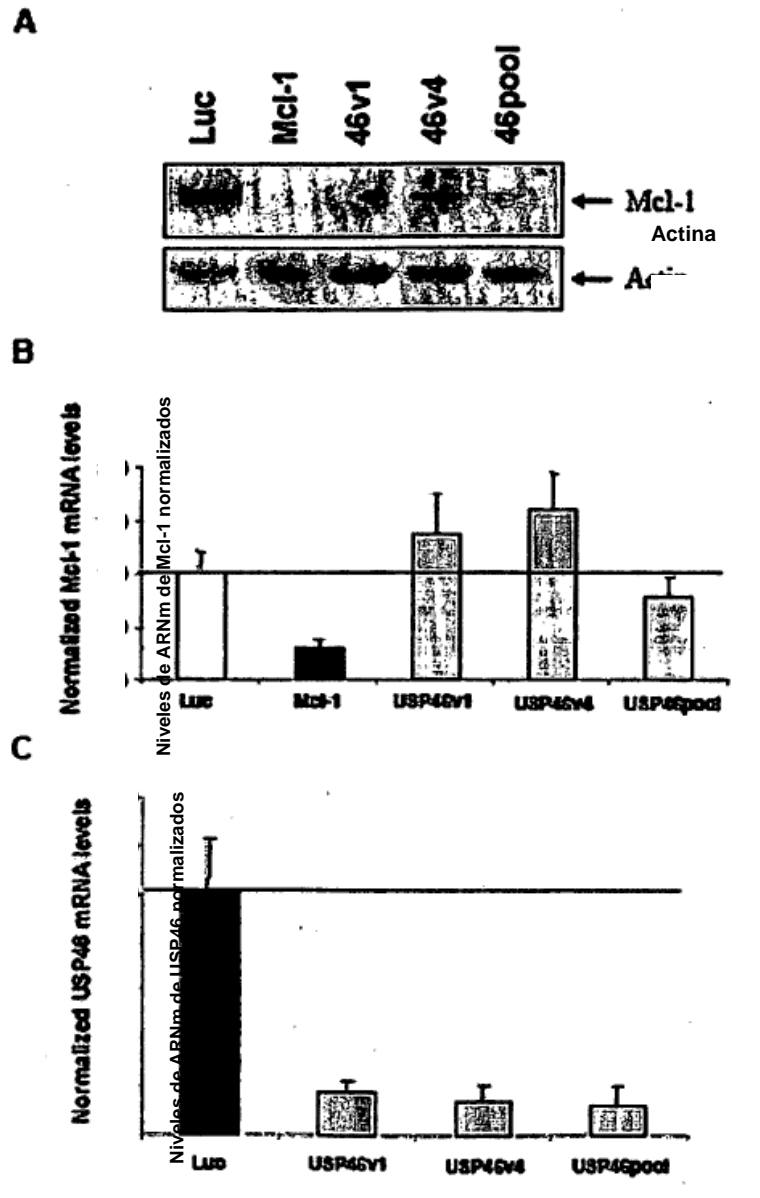 A
Luc
Mcl-1
46v1
46v4
46pool
Mcl-1
Actina
B
Normalized Mcl-1 mRNA levels
Niveles de ARNm de Mcl-1 normalizados
Luc
Mcl-1
USP46v1
USP46v4
USP46pool
C
Normalized USP46 mRNA levels
Niveles de ARNm de USP46 normalizados
Luc
USP46v1
USP46v4
USP46pool